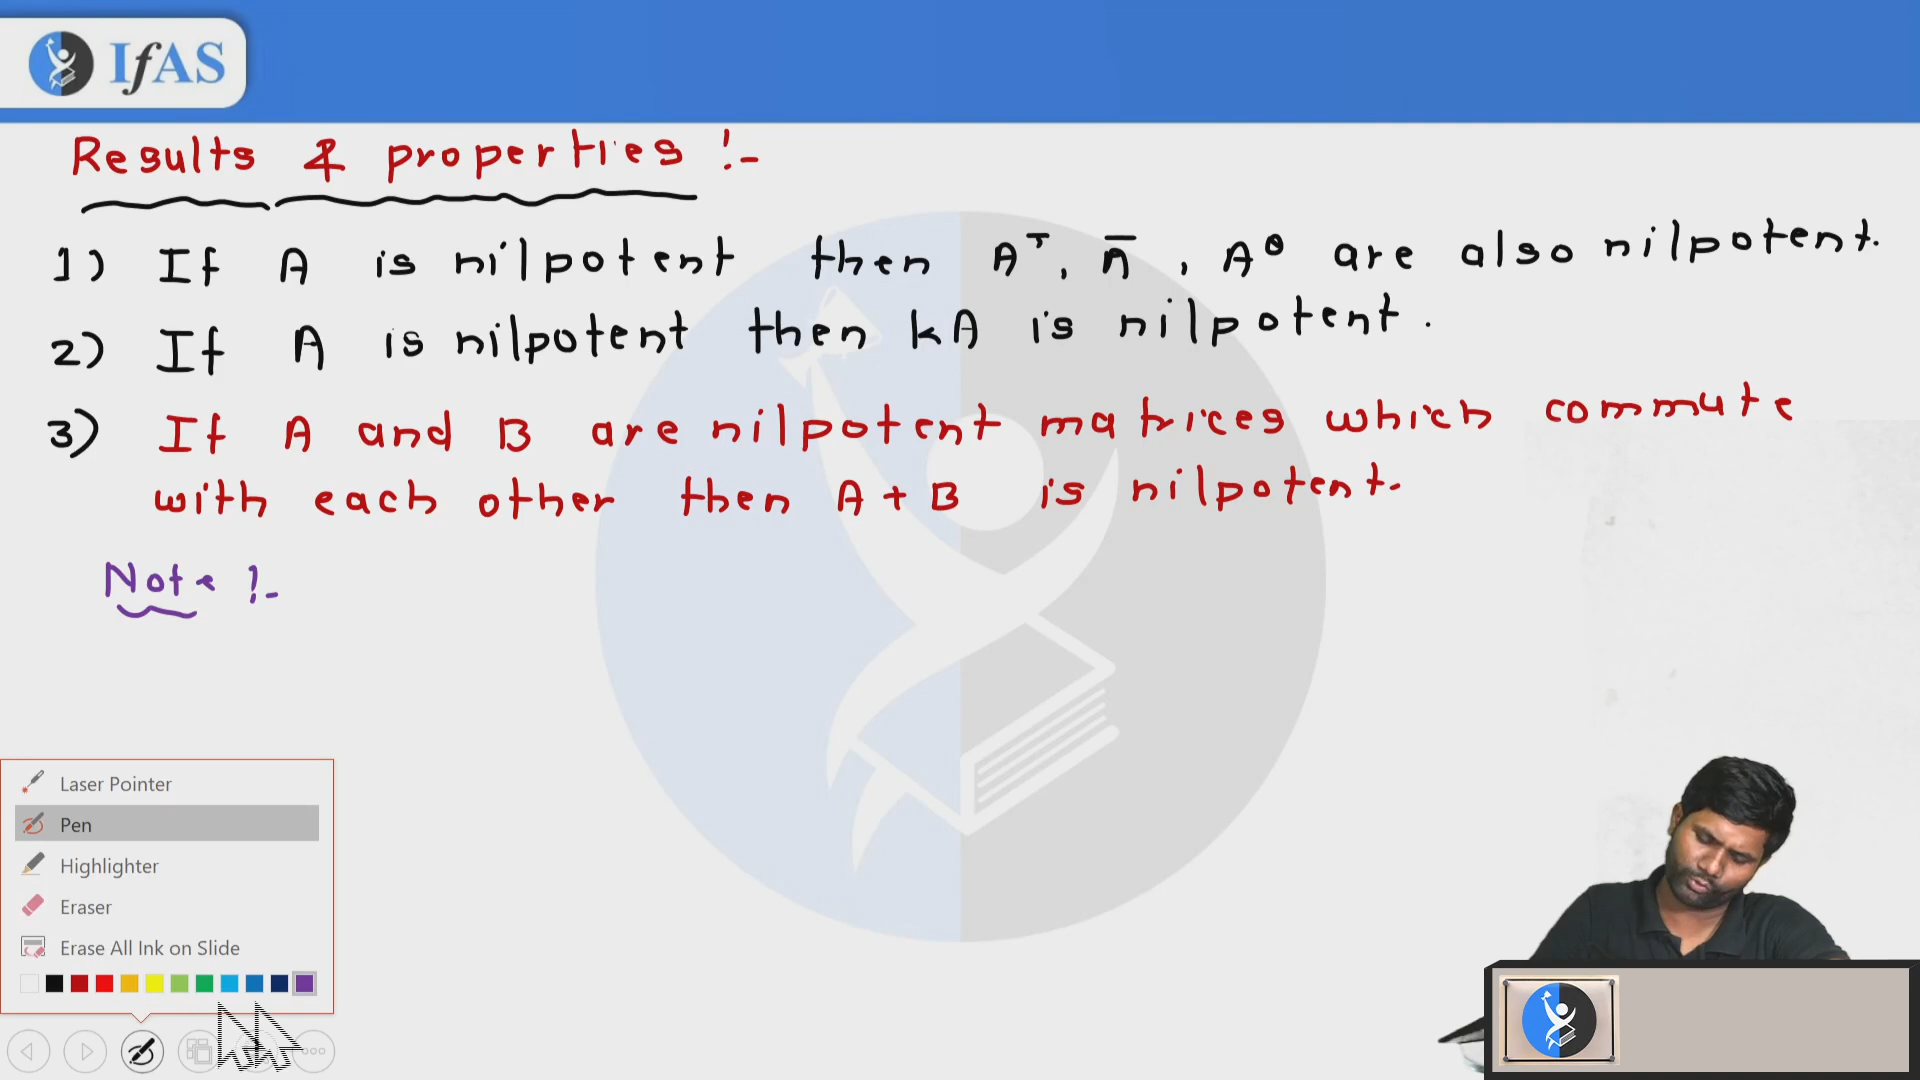 IfAS
Results & properties :-
1) If A is nilpotent then Aᵀ, Ā, A^θ are also nilpotent.
2) If A is nilpotent then kA is nilpotent.
3) If A and B are nilpotent matrices which commute
with each other then A + B is nilpotent.
Note :-
Laser Pointer
Pen
Highlighter
Eraser
Erase All Ink on Slide